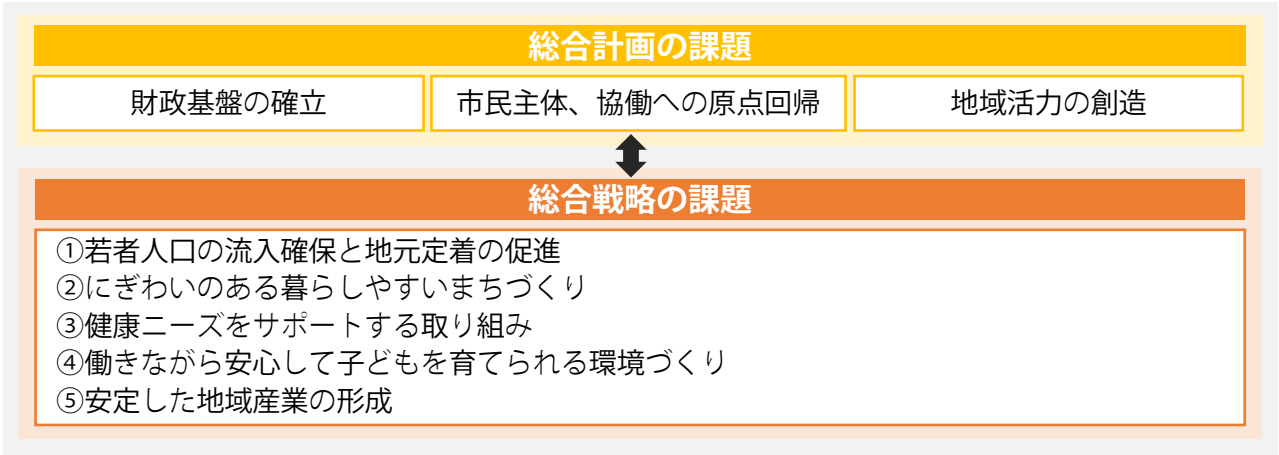 総合計画の課題
財政基盤の確立
市民主体、協働への原点回帰
地域活力の創造
総合戦略の課題
①若者人口の流入確保と地元定着の促進
②にぎわいのある暮らしやすいまちづくり
③健康ニーズをサポートする取り組み
④働きながら安心して子どもを育てられる環境づくり
⑤安定した地域産業の形成